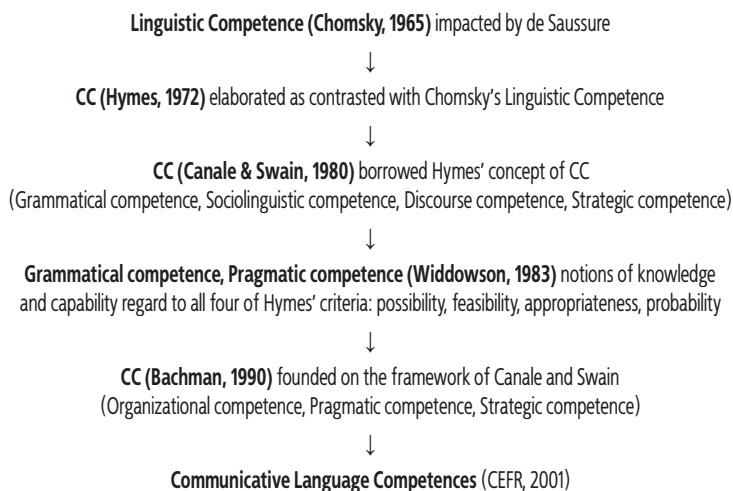 Linguistic Competence (Chomsky, 1965) impacted by de Saussure
↓
CC (Hymes, 1972) elaborated as contrasted with Chomsky's Linguistic Competence
↓
CC (Canale & Swain, 1980) borrowed Hymes' concept of CC
(Grammatical competence, Sociolinguistic competence, Discourse competence, Strategic competence)
↓
Grammatical competence, Pragmatic competence (Widdowson, 1983) notions of knowledge
and capability regard to all four of Hymes' criteria: possibility, feasibility, appropriateness, probability
↓
CC (Bachman, 1990) founded on the framework of Canale and Swain
(Organizational competence, Pragmatic competence, Strategic competence)
↓
Communicative Language Competences (CEFR, 2001)